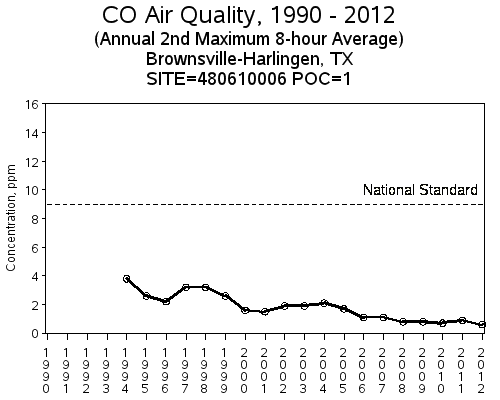 CO Air Quality, 1990 - 2012
(Annual 2nd Maximum 8-hour Average)
Brownsville-Harlingen, TX
SITE=480610006 POC=1
Concentration, ppm
16
14
12
10
8
6
4
2
0
National Standard
1990 1991 1992 1993 1994 1995 1996 1997 1998 1999 2000 2001 2002 2003 2004 2005 2006 2007 2008 2009 2010 2011 2012